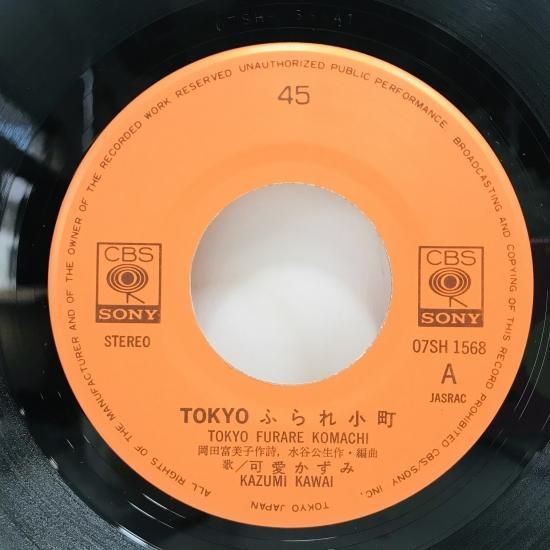 ALL RIGHTS OF THE MANUFACTURER AND OF THE OWNER OF THE RECORDED WORK RESERVED UNAUTHORIZED PUBLIC PERFORMANCE BROADCASTING AND COPYING OF THIS RECORD PROHIBITED CBS/SONY INC. TOKYO JAPAN
45
CBS
SONY
STEREO
CBS
SONY
07SH 1568
A
JASRAC
TOKYO ふられ小町
TOKYO FURARE KOMACHI
岡田富美子作詩,水谷公生作・編曲
歌/可愛かずみ
KAZUMI KAWAI